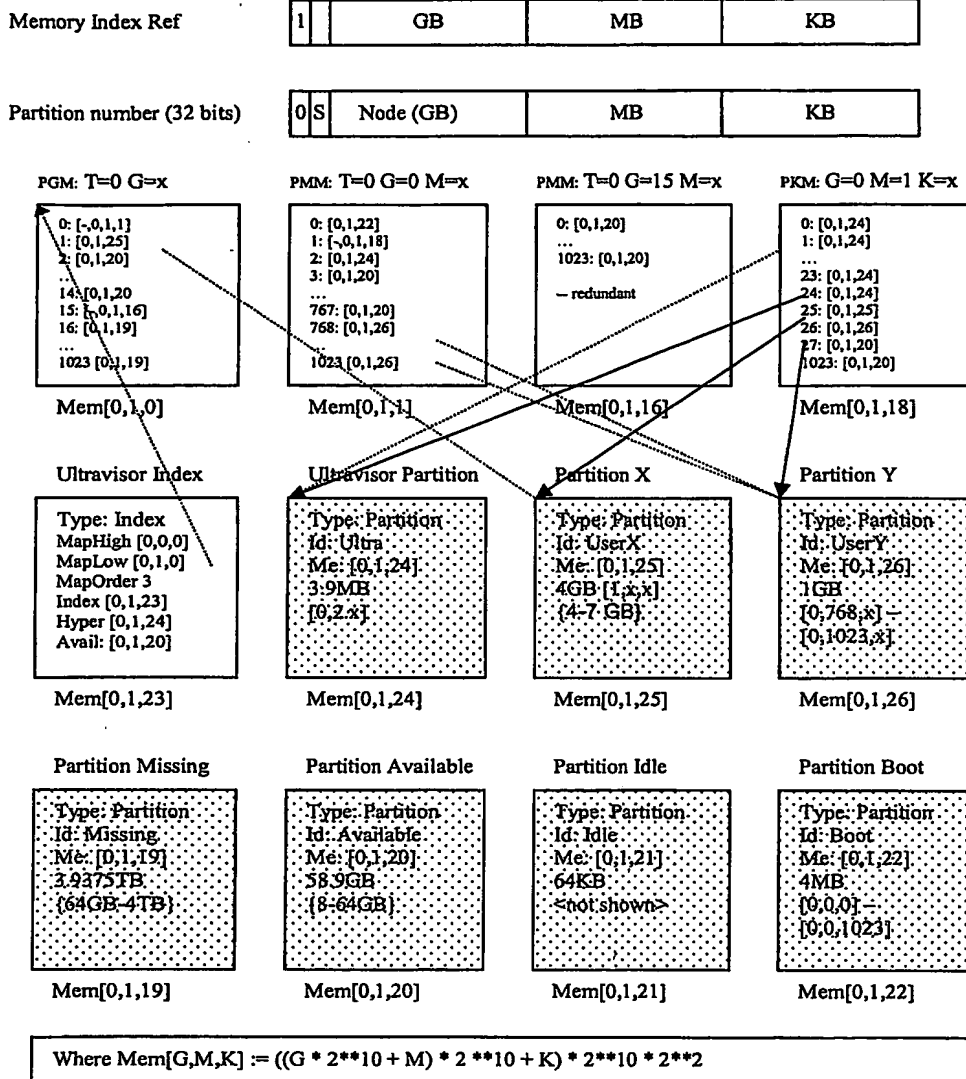 Memory Index Ref
1 GB MB KB
Partition number (32 bits)
0 S Node (GB) MB KB
PGM: T=0 G=x
0: [-,0,1,1]
1: [0,1,25]
2: [0,1,20]
...
14: [0,1,20
15: [-,0,1,16]
16: [0,1,19]
...
1023 [0,1,19]
Mem[0,1,0]
PMM: T=0 G=0 M=x
0: [0,1,22]
1: [-,0,1,18]
2: [0,1,24]
3: [0,1,20]
...
767: [0,1,20]
768: [0,1,26]
...
1023 [0,1,26]
Mem[0,1,1]
PMM: T=0 G=15 M=x
0: [0,1,20]
...
1023: [0,1,20]
— redundant
Mem[0,1,16]
PKM: G=0 M=1 K=x
0: [0,1,24]
1: [0,1,24]
...
23: [0,1,24]
24: [0,1,24]
25: [0,1,25]
26: [0,1,26]
27: [0,1,20]
1023: [0,1,20]
Mem[0,1,18]
Ultravisor Index
Type: Index
MapHigh [0,0,0]
MapLow [0,1,0]
MapOrder 3
Index [0,1,23]
Hyper [0,1,24]
Avail: [0,1,20]
Mem[0,1,23]
Ultravisor Partition
Type: Partition
Id: Ultra
Me: [0,1,24]
3.9MB
[0,2.x]
Mem[0,1,24]
Partition X
Type: Partition
Id: UserX
Me: [0,1,25]
4GB [1,x,x]
{4-7 GB}
Mem[0,1,25]
Partition Y
Type: Partition
Id: UserY
Me: [0,1,26]
1GB
[0,768,x] –
[0,1023,x]
Mem[0,1,26]
Partition Missing
Type: Partition
Id: Missing
Me: [0,1,19]
3.9375TB
{64GB-4TB}
Mem[0,1,19]
Partition Available
Type: Partition
Id: Available
Me: [0,1,20]
58.9GB
{8-64GB}
Mem[0,1,20]
Partition Idle
Type: Partition
Id: Idle
Me: [0,1,21]
64KB
<not shown>
Mem[0,1,21]
Partition Boot
Type: Partition
Id: Boot
Me: [0,1,22]
4MB
[0,0,0] –
[0,0,1023]
Mem[0,1,22]
Where Mem[G,M,K] := ((G * 2**10 + M) * 2 **10 + K) * 2**10 * 2**2